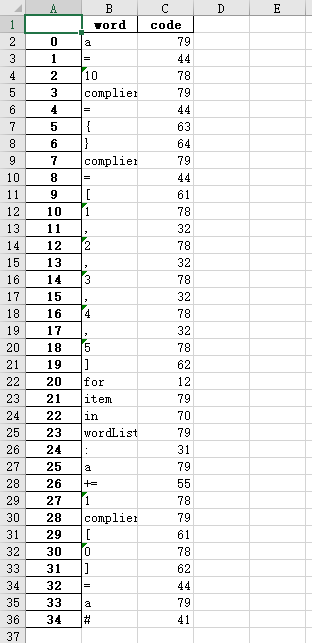 A B C D E
1 word code
2 0 a 79
3 1 = 44
4 2 10 78
5 3 complier 79
6 4 = 44
7 5 { 63
8 6 } 64
9 7 complier 79
10 8 = 44
11 9 [ 61
12 10 1 78
13 11 , 32
14 12 2 78
15 13 , 32
16 14 3 78
17 15 , 32
18 16 4 78
19 17 , 32
20 18 5 78
21 19 ] 62
22 20 for 12
23 21 item 79
24 22 in 70
25 23 wordList 79
26 24 : 31
27 25 a 79
28 26 += 55
29 27 1 78
30 28 complier 79
31 29 [ 61
32 30 0 78
33 31 ] 62
34 32 = 44
35 33 a 79
36 34 # 41
37